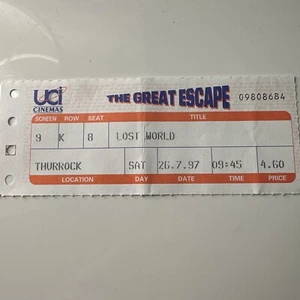 uci THE GREAT ESCAPE 09808684
CINEMAS
SCREEN ROW SEAT TITLE
9 K 8 LOST WORLD
THURROCK SAT 26.7.97 09:45 4.60
LOCATION DAY DATE TIME PRICE